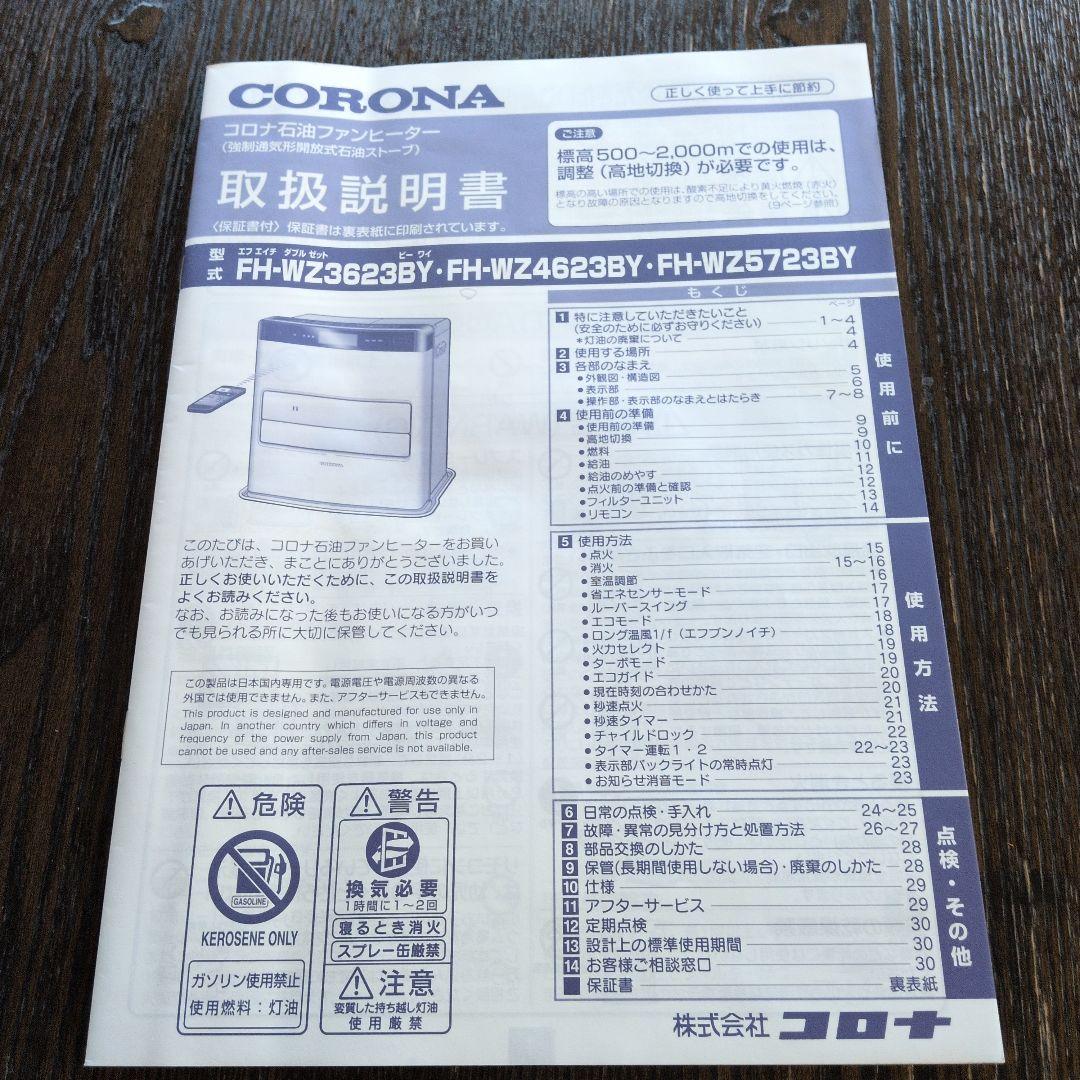 CORONA
正しく使って上手に節約
コロナ石油ファンヒーター
(強制通気形開放式石油ストーブ)
取扱説明書
〈保証書付〉保証書は裏表紙に印刷されています。
ご注意
標高500～2,000mでの使用は、
調整(高地切換)が必要です。
標高の高い場所での使用は、酸素不足により黄火燃焼(赤火)
となり故障の原因となりますので高地切換をしてください。
(9ページ参照)
型式
エフ エイチ ダブル ゼット ビー ワイ
FH-WZ3623BY・FH-WZ4623BY・FH-WZ5723BY
もくじ
ページ
1 特に注意していただきたいこと
(安全のために必ずお守りください) 1～4
*灯油の廃棄について 4
2 使用する場所 4
3 各部のなまえ
●外観図・構造図 5
●表示部 6
●操作部・表示部のなまえとはたらき 7～8
4 使用前の準備
●使用前の準備 9
●高地切換 9
●燃料 10
●給油 11
●給油のめやす 12
●点火前の準備と確認 12
●フィルターユニット 13
●リモコン 14
使用前に
5 使用方法
●点火 15
●消火 15～16
●室温調節 16
●省エネセンサーモード 17
●ルーバースイング 17
●エコモード 18
●ロング温風1/f(エフブンノイチ) 18
●火力セレクト 19
●ターボモード 19
●エコガイド 20
●現在時刻の合わせかた 20
●秒速点火 21
●秒速タイマー 21
●チャイルドロック 22
●タイマー運転1・2 22～23
●表示部バックライトの常時点灯 23
●お知らせ消音モード 23
使用方法
6 日常の点検・手入れ 24～25
7 故障・異常の見分け方と処置方法 26～27
8 部品交換のしかた 28
9 保管(長期間使用しない場合)・廃棄のしかた 28
10 仕様 29
11 アフターサービス 29
12 定期点検 30
13 設計上の標準使用期間 30
14 お客様ご相談窓口 30
■ 保証書 裏表紙
点検・その他
CORONA
このたびは、コロナ石油ファンヒーターをお買い
あげいただき、まことにありがとうございました。
正しくお使いいただくために、この取扱説明書を
よくお読みください。
なお、お読みになった後もお使いになる方がいつ
でも見られる所に大切に保管してください。
この製品は日本国内専用です。電源電圧や電源周波数の異なる
外国では使用できません。また、アフターサービスもできません。
This product is designed and manufactured for use only in
Japan. In another country which differs in voltage and
frequency of the power supply from Japan, this product
cannot be used and any after-sales service is not available.
危険
GASOLINE
KEROSENE ONLY
ガソリン使用禁止
使用燃料：灯油
警告
換気必要
1時間に1～2回
寝るとき消火
スプレー缶厳禁
注意
変質した持ち越し灯油
使用厳禁
株式会社 コロナ